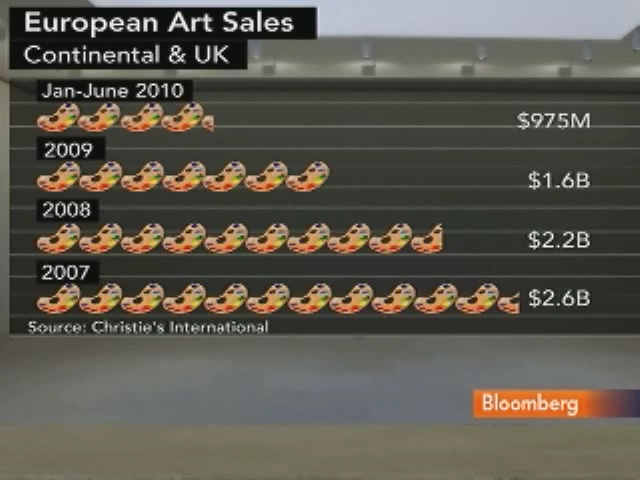 European Art Sales
Continental & UK
Jan-June 2010
$975M
2009
$1.6B
2008
$2.2B
2007
$2.6B
Source: Christie's International
Bloomberg